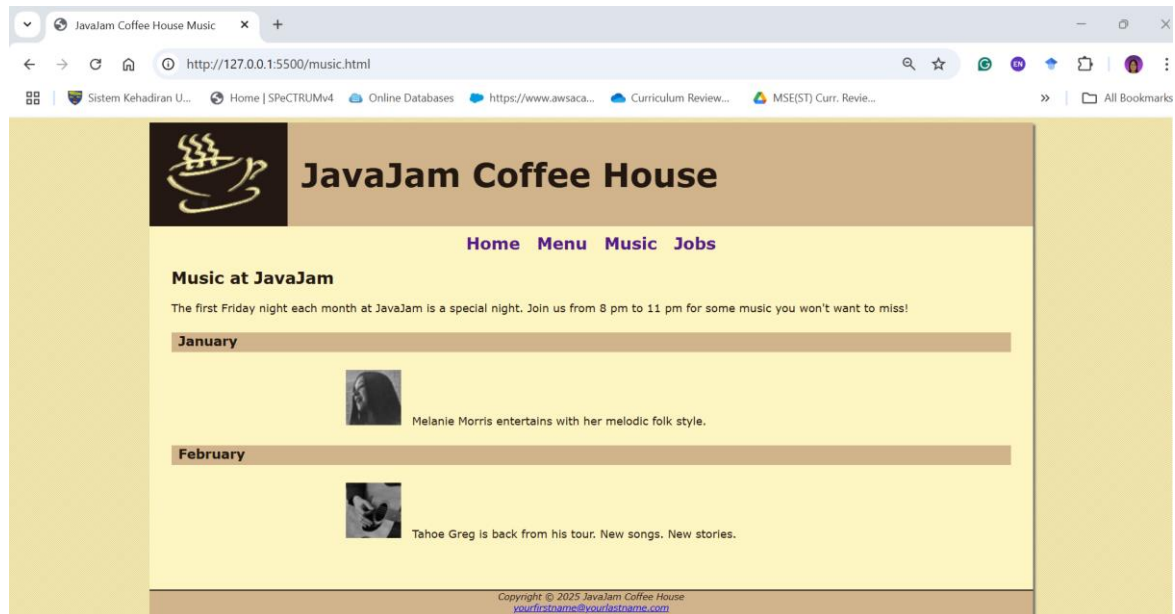 JavaJam Coffee House Music
http://127.0.0.1:5500/music.html
Sistem Kehadiran U... Home | SPeCTRUMv4 Online Databases https://www.awsaca... Curriculum Review... MSE(ST) Curr. Revie... » All Bookmarks
JavaJam Coffee House
Home Menu Music Jobs
Music at JavaJam
The first Friday night each month at JavaJam is a special night. Join us from 8 pm to 11 pm for some music you won't want to miss!
January
Melanie Morris entertains with her melodic folk style.
February
Tahoe Greg is back from his tour. New songs. New stories.
Copyright © 2025 JavaJam Coffee House
yourfirstname@yourlastname.com